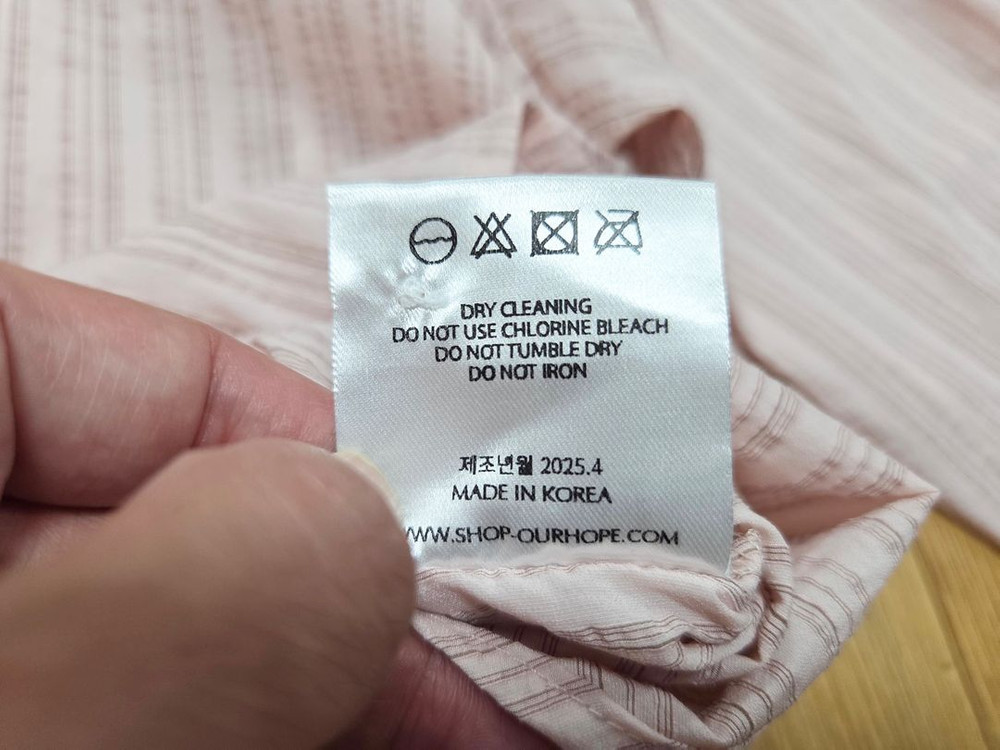 DRY CLEANING
DO NOT USE CHLORINE BLEACH
DO NOT TUMBLE DRY
DO NOT IRON
제조년월 2025.4
MADE IN KOREA
WWW.SHOP-OURHOPE.COM